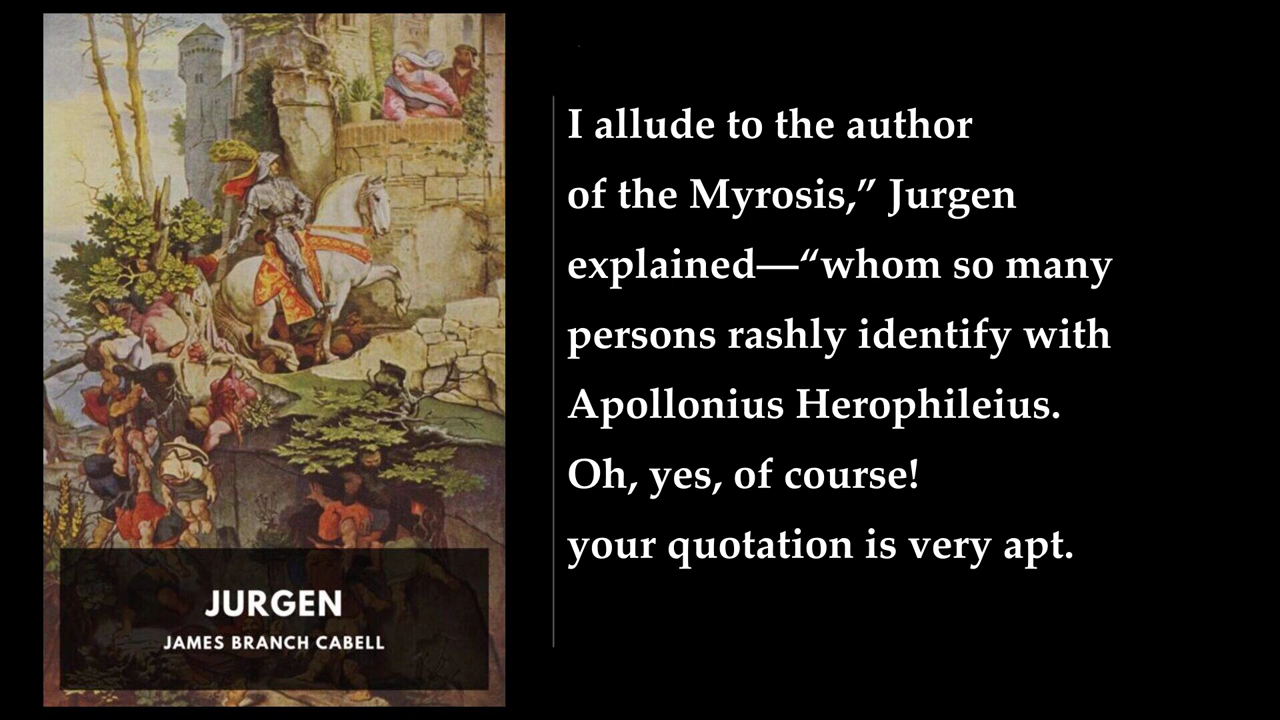 JURGEN
JAMES BRANCH CABELL
I allude to the author
of the Myrosis,” Jurgen
explained—“whom so many
persons rashly identify with
Apollonius Herophileius.
Oh, yes, of course!
your quotation is very apt.